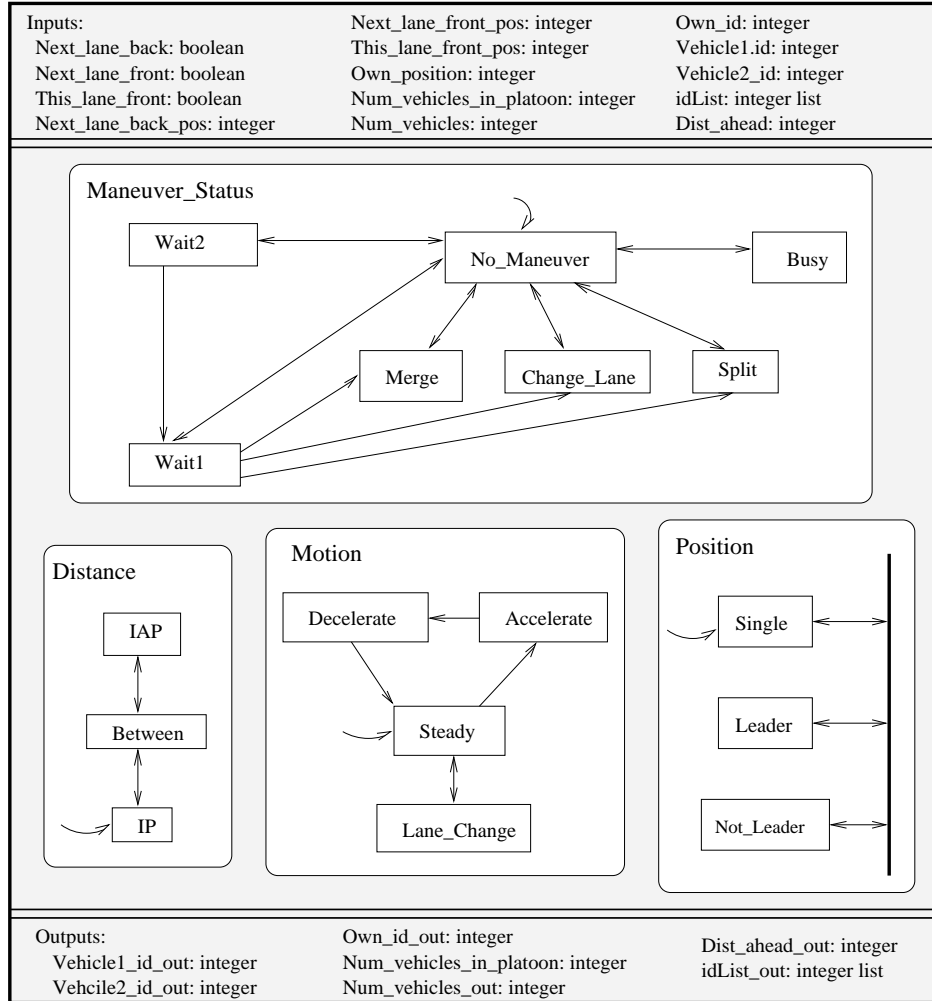 Inputs:
Next_lane_back: boolean
Next_lane_front: boolean
This_lane_front: boolean
Next_lane_back_pos: integer
Next_lane_front_pos: integer
This_lane_front_pos: integer
Own_position: integer
Num_vehicles_in_platoon: integer
Num_vehicles: integer
Own_id: integer
Vehicle1.id: integer
Vehicle2_id: integer
idList: integer list
Dist_ahead: integer
Maneuver_Status
Wait2
No_Maneuver
Busy
Merge
Change_Lane
Split
Wait1
Distance
IAP
Between
IP
Motion
Decelerate
Accelerate
Steady
Lane_Change
Position
Single
Leader
Not_Leader
Outputs:
Vehicle1_id_out: integer
Vehcile2_id_out: integer
Own_id_out: integer
Num_vehicles_in_platoon: integer
Num_vehicles_out: integer
Dist_ahead_out: integer
idList_out: integer list